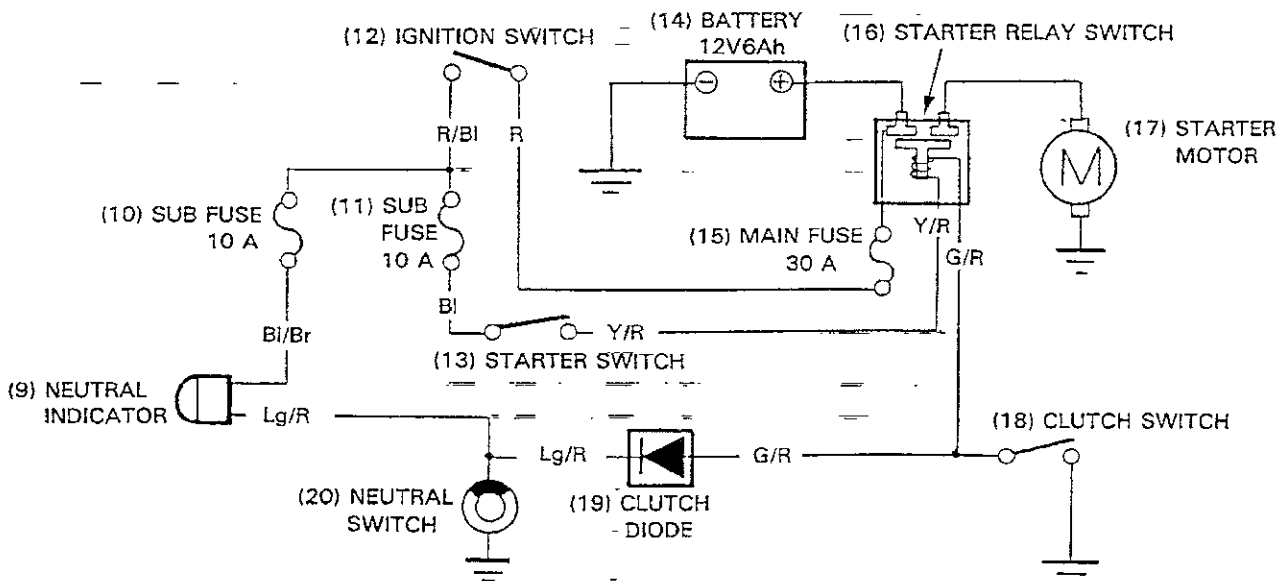 (12) IGNITION SWITCH
(14) BATTERY
12V6Ah
(16) STARTER RELAY SWITCH
R/Bl
R
(17) STARTER
MOTOR
M
(10) SUB FUSE
10 A
(11) SUB
FUSE
10 A
(15) MAIN FUSE
30 A
Y/R
G/R
Bl
Bl/Br
Y/R
(13) STARTER SWITCH
(9) NEUTRAL
INDICATOR
Lg/R
(18) CLUTCH SWITCH
Lg/R
G/R
(20) NEUTRAL
SWITCH
(19) CLUTCH
DIODE